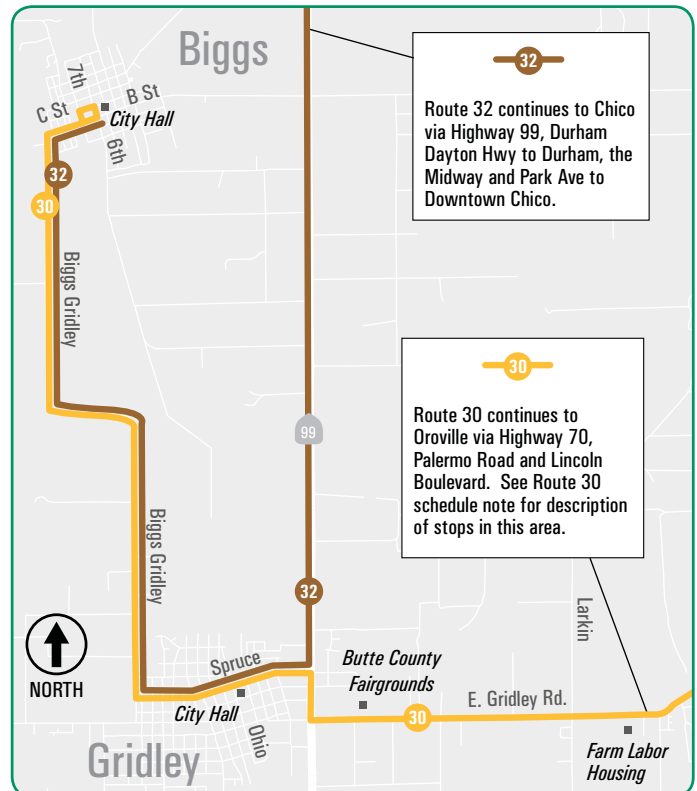 Biggs
7th
C St
B St
City Hall
6th
32
30
Biggs Gridley
32
Route 32 continues to Chico
via Highway 99, Durham
Dayton Hwy to Durham, the
Midway and Park Ave to
Downtown Chico.
30
Route 30 continues to
Oroville via Highway 70,
Palermo Road and Lincoln
Boulevard. See Route 30
schedule note for description
of stops in this area.
99
Biggs Gridley
32
Larkin
NORTH
Spruce
City Hall
Ohio
Butte County
Fairgrounds
E. Gridley Rd.
30
Gridley
Farm Labor
Housing